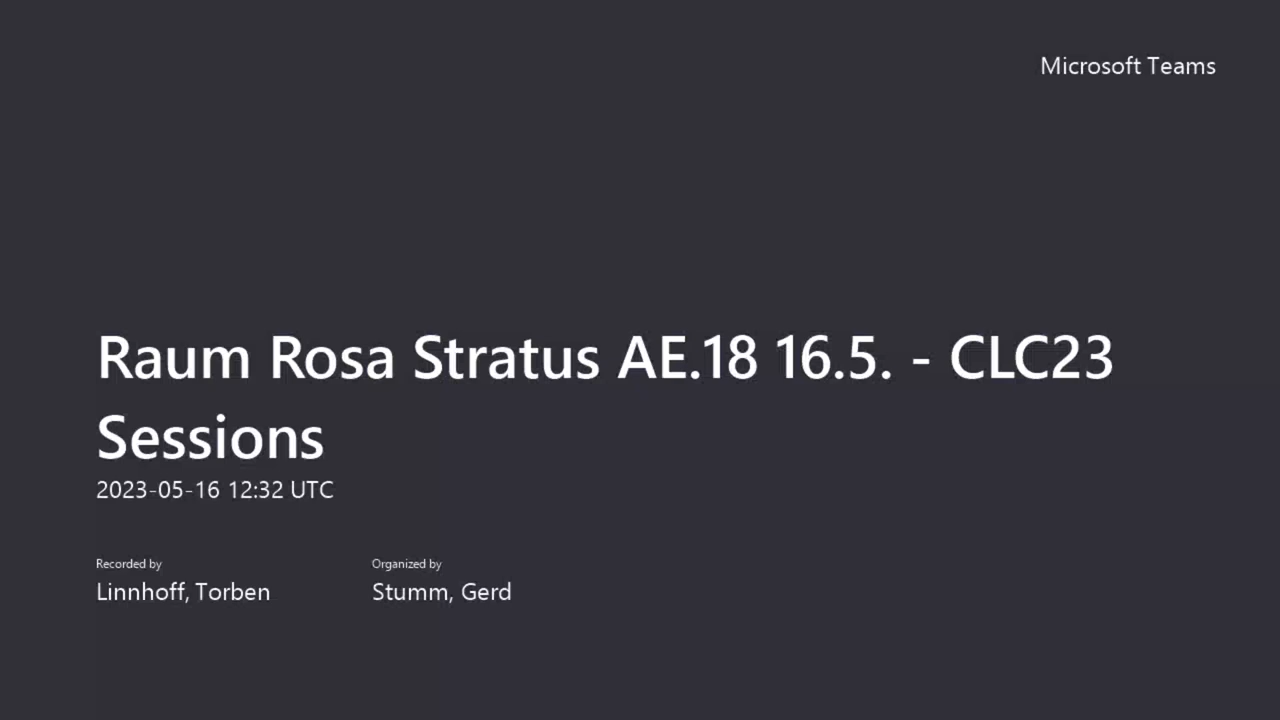 Microsoft Teams
Raum Rosa Stratus AE.18 16.5. - CLC23
Sessions
2023-05-16 12:32 UTC
Recorded by
Organized by
Linnhoff, Torben
Stumm, Gerd